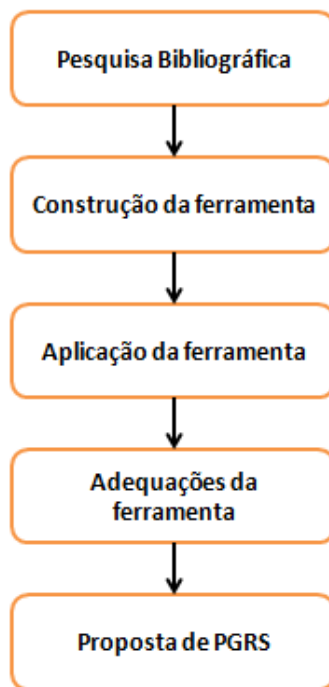 Pesquisa Bibliográfica
Construção da ferramenta
Aplicação da ferramenta
Adequações da
ferramenta
Proposta de PGRS